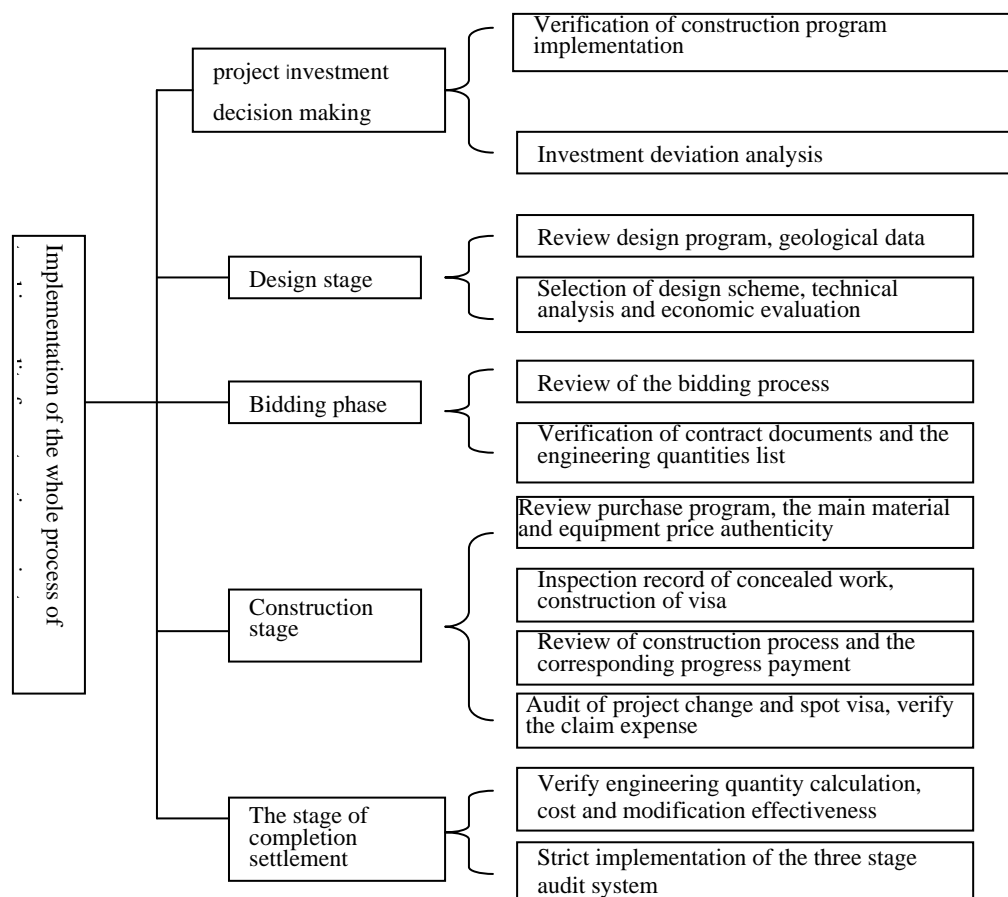 Verification of construction program
implementation
project investment
decision making
Investment deviation analysis
Implementation of the whole process of
Review design program, geological data
Design stage
Selection of design scheme, technical
analysis and economic evaluation
Review of the bidding process
Bidding phase
Verification of contract documents and the
engineering quantities list
Review purchase program, the main material
and equipment price authenticity
Inspection record of concealed work,
construction of visa
Construction
stage
Review of construction process and the
corresponding progress payment
Audit of project change and spot visa, verify
the claim expense
Verify engineering quantity calculation,
cost and modification effectiveness
The stage of
completion
settlement
Strict implementation of the three stage
audit system